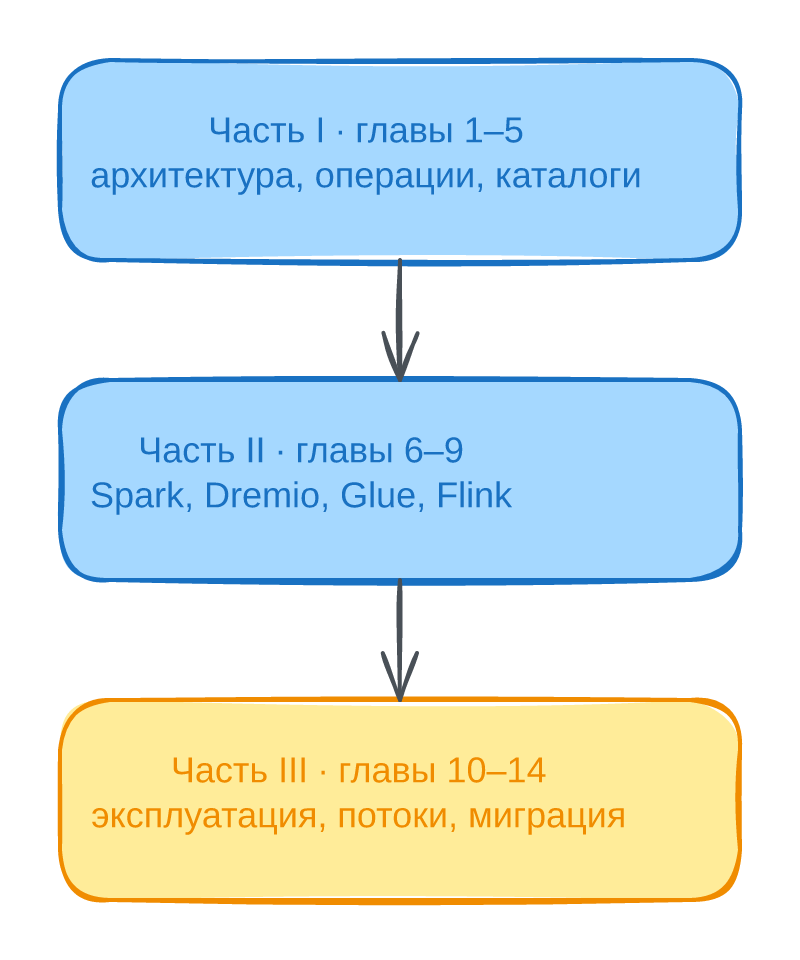 Часть I · главы 1–5
архитектура, операции, каталоги
Часть II · главы 6–9
Spark, Dremio, Glue, Flink
Часть III · главы 10–14
эксплуатация, потоки, миграция